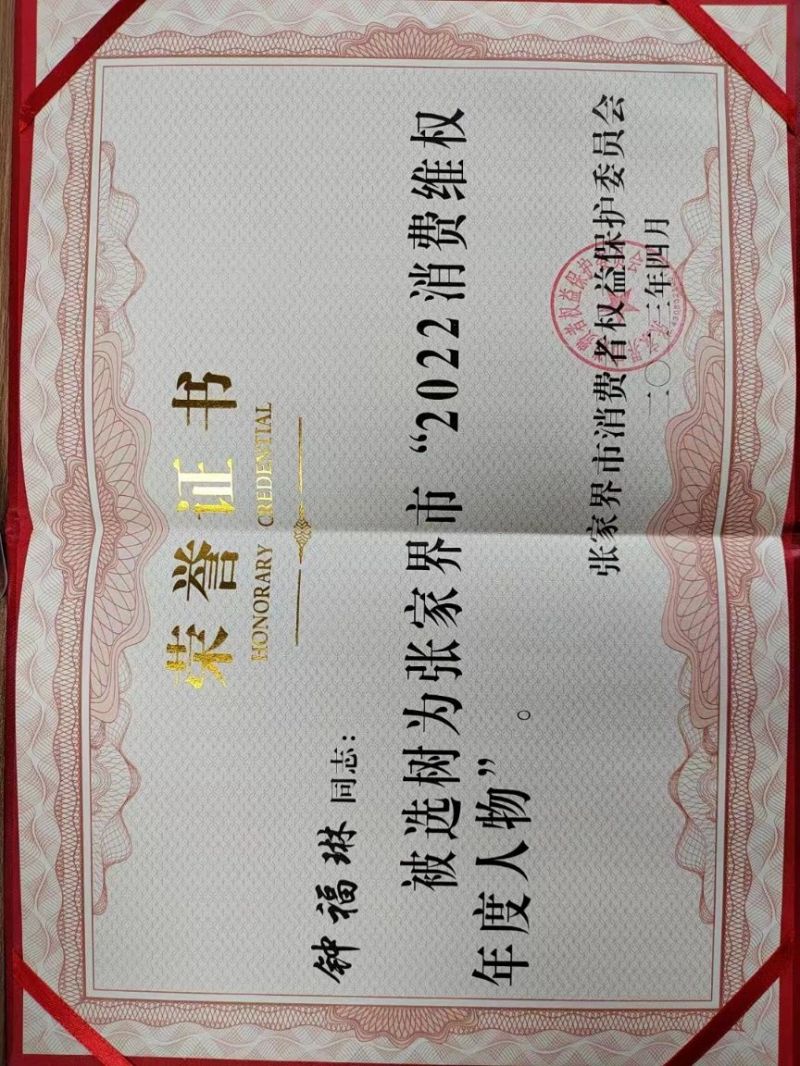 荣誉证书
HONORARY CREDENTIAL
钟福琳 同志：
被选树为张家界市“2022消费维权
年度人物”。
张家界市消费者权益保护委员会
二〇二三年四月